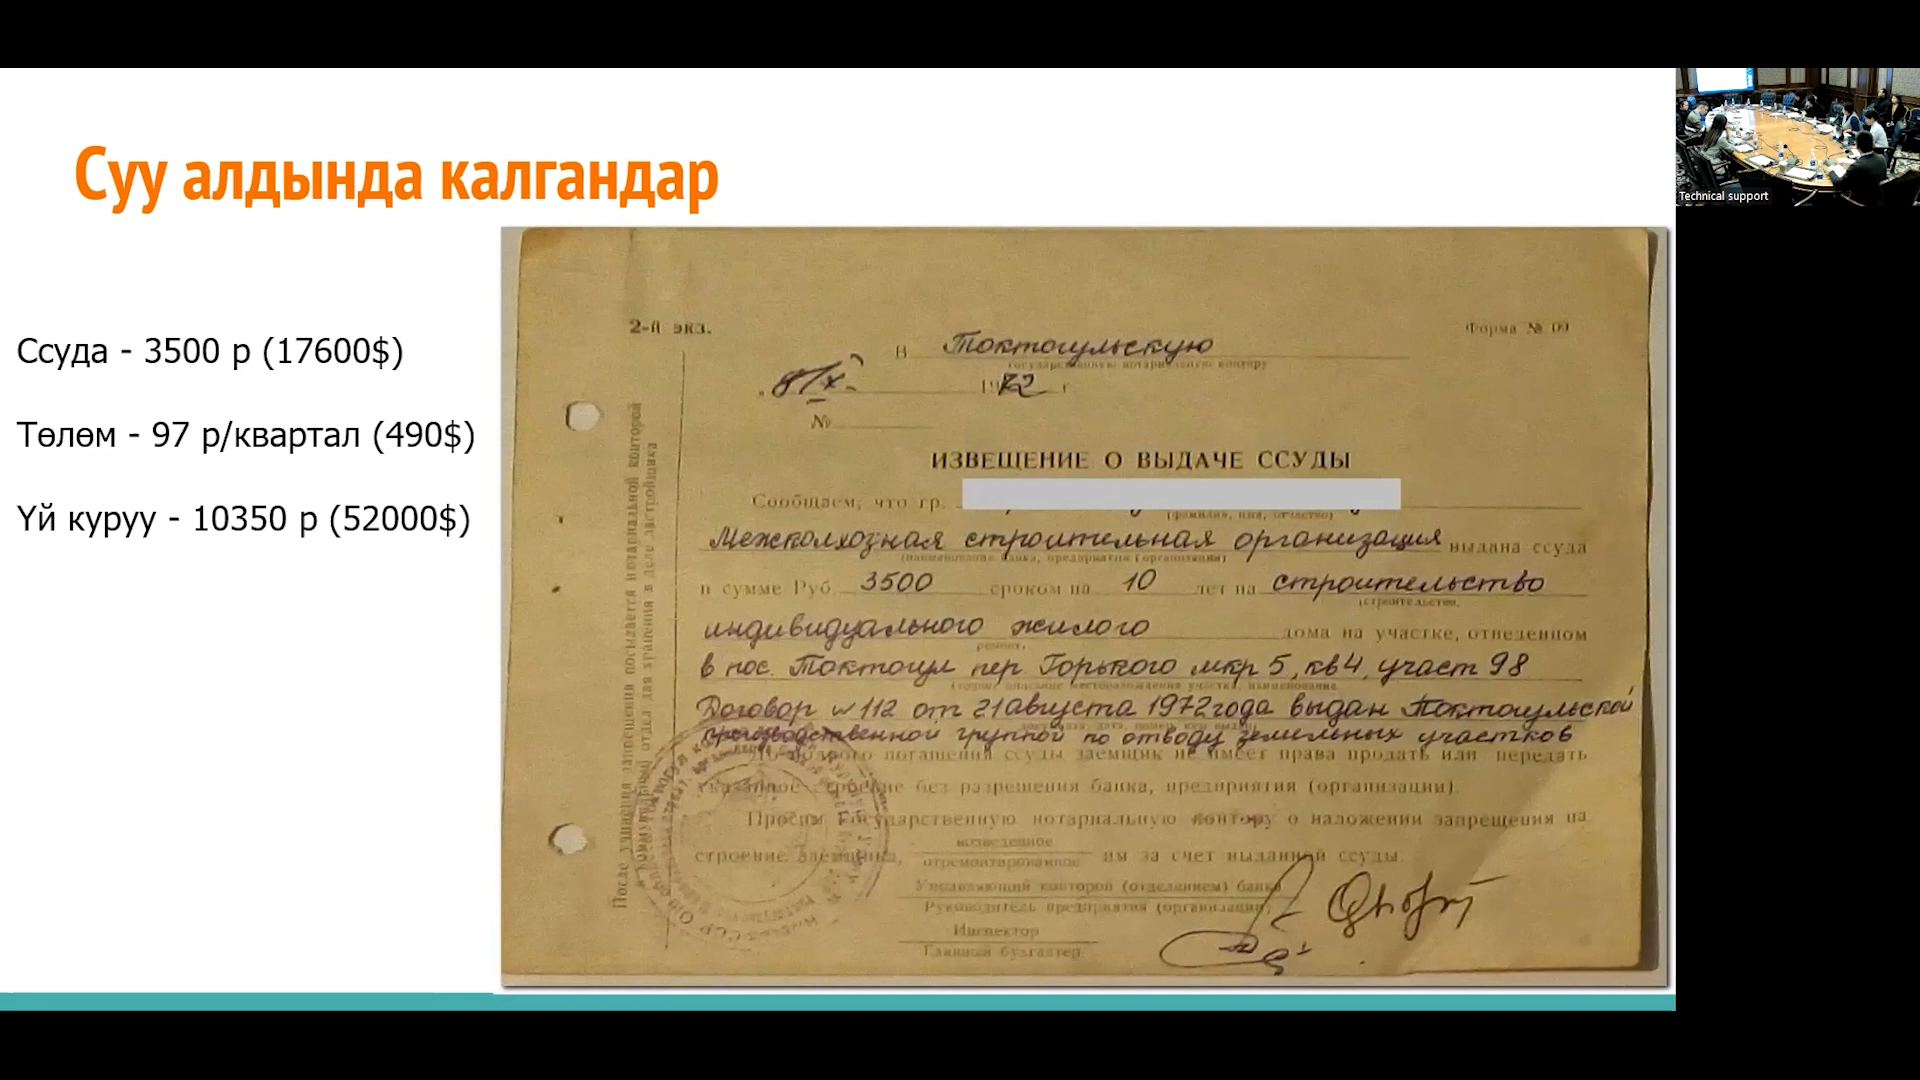 Суу алдында калгандар
Technical support
Ссуда - 3500 р (17600$)
Төлөм - 97 р/квартал (490$)
Үй куруу - 10350 р (52000$)
2-й экз.
Форма № 09
В Токтогульскую
государственную нотариальную контору
1972 г.
№
ИЗВЕЩЕНИЕ О ВЫДАЧЕ ССУДЫ
Сообщаем, что гр.
(фамилия, имя, отчество)
Межколхозная строительная организация выдана ссуда
(наименование банка, предприятия (организации)
в сумме Руб. 3500 сроком на 10 лет на строительство
(строительство,
индивидуального жилого дома на участке, отведенном
ремонт,
в пос. Токтогул пер Горького мкр 5, кв 4, участ 98
Договор № 112 от 21 августа 1972 года выдан Токтогульской
производственной группой по отводу земельных участков
До полного погашения ссуды заемщик не имеет права продать или передать
указанное строение без разрешения банка, предприятия (организации).
Просим государственную нотариальную контору о наложении запрещения на
строение заемщика, возведенное
отремонтированное им за счет выданной ссуды.
Управляющий конторой (отделением) банка
Руководитель предприятия (организации)
Инспектор
Главный бухгалтер